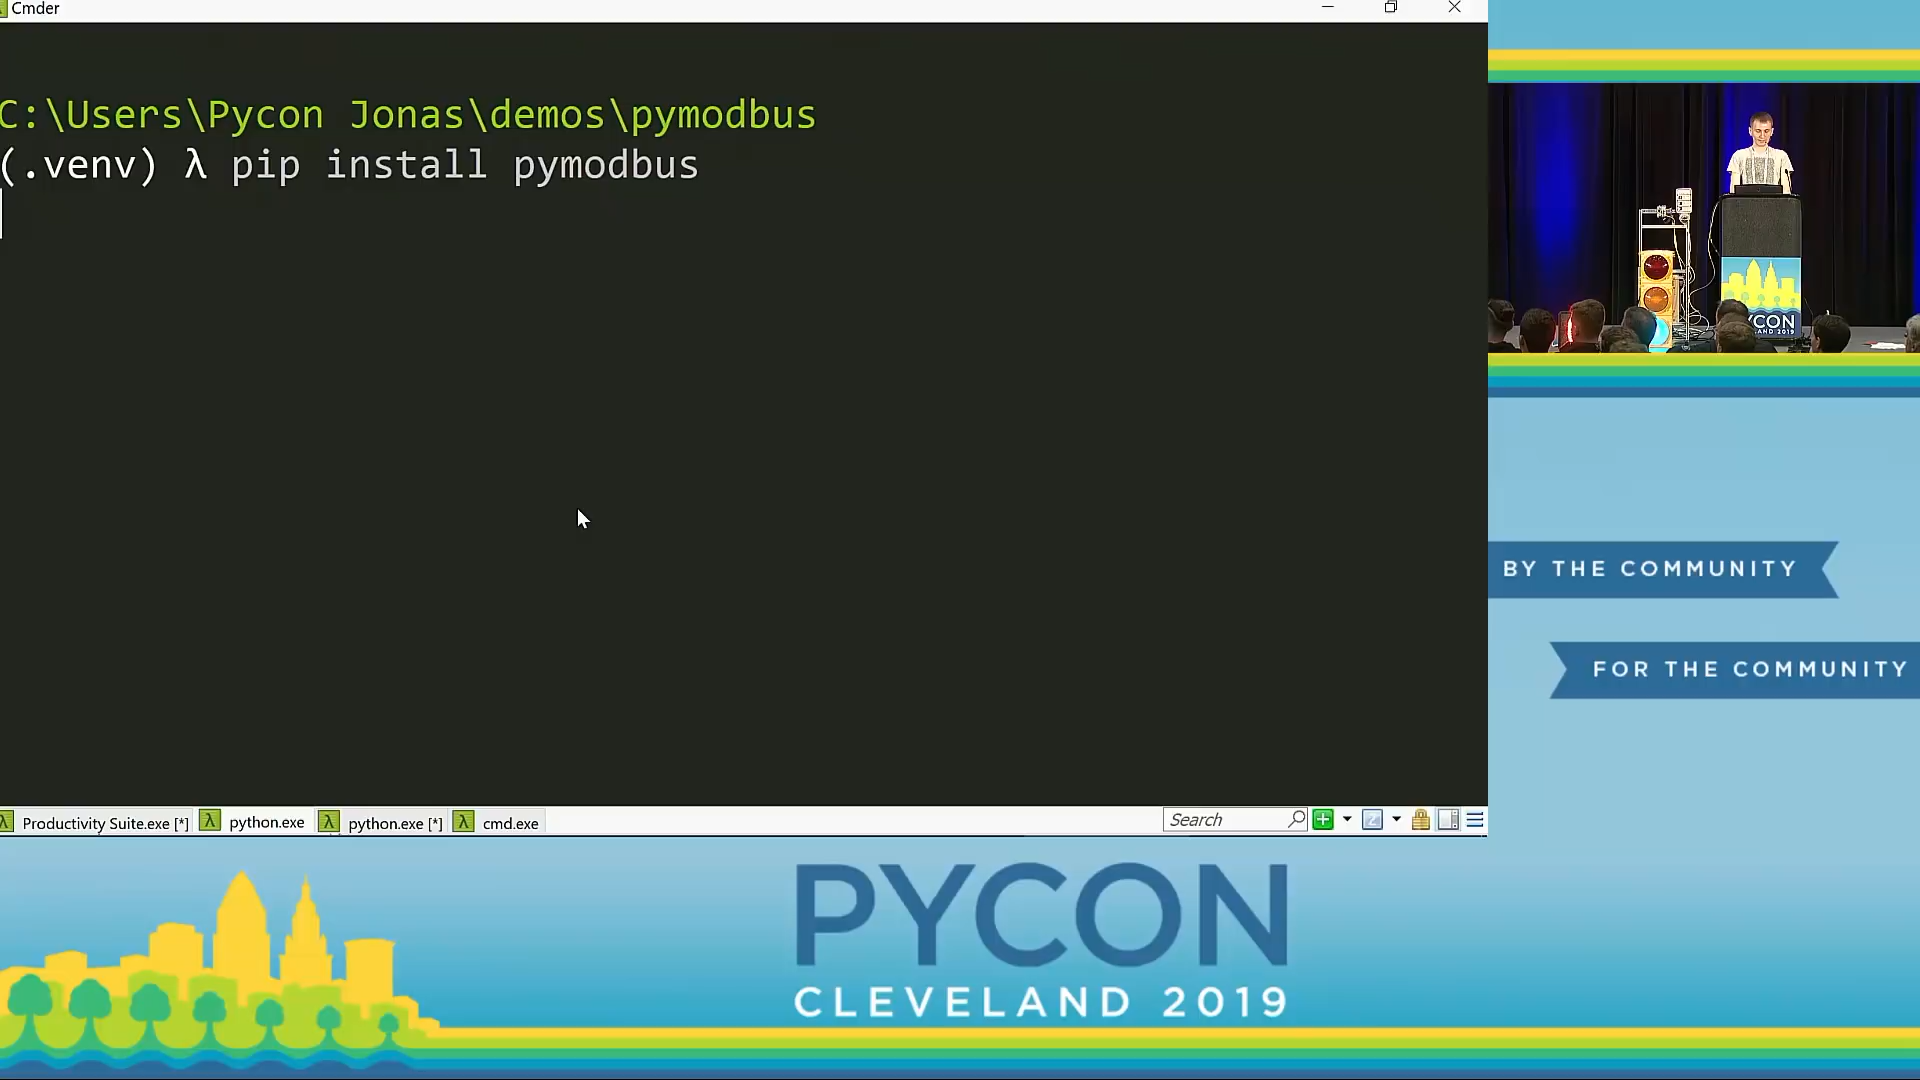 Cmder
C:\Users\Pycon Jonas\demos\pymodbus
(.venv) λ pip install pymodbus
Productivity Suite.exe [*]
python.exe
python.exe [*]
cmd.exe
Search
BY THE COMMUNITY
FOR THE COMMUNITY
PYCON
CLEVELAND 2019